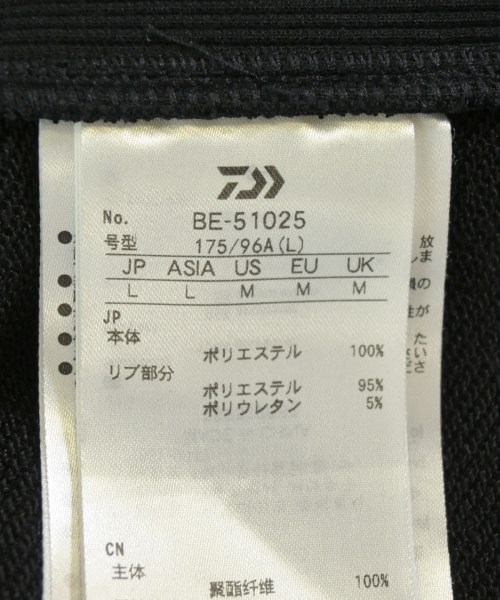 No. BE-51025
号型 175/96A(L)
JP ASIA US EU UK
L L M M M
JP
本体
ポリエステル 100%
リブ部分
ポリエステル 95%
ポリウレタン 5%
CN
主体
聚酯纤维 100%